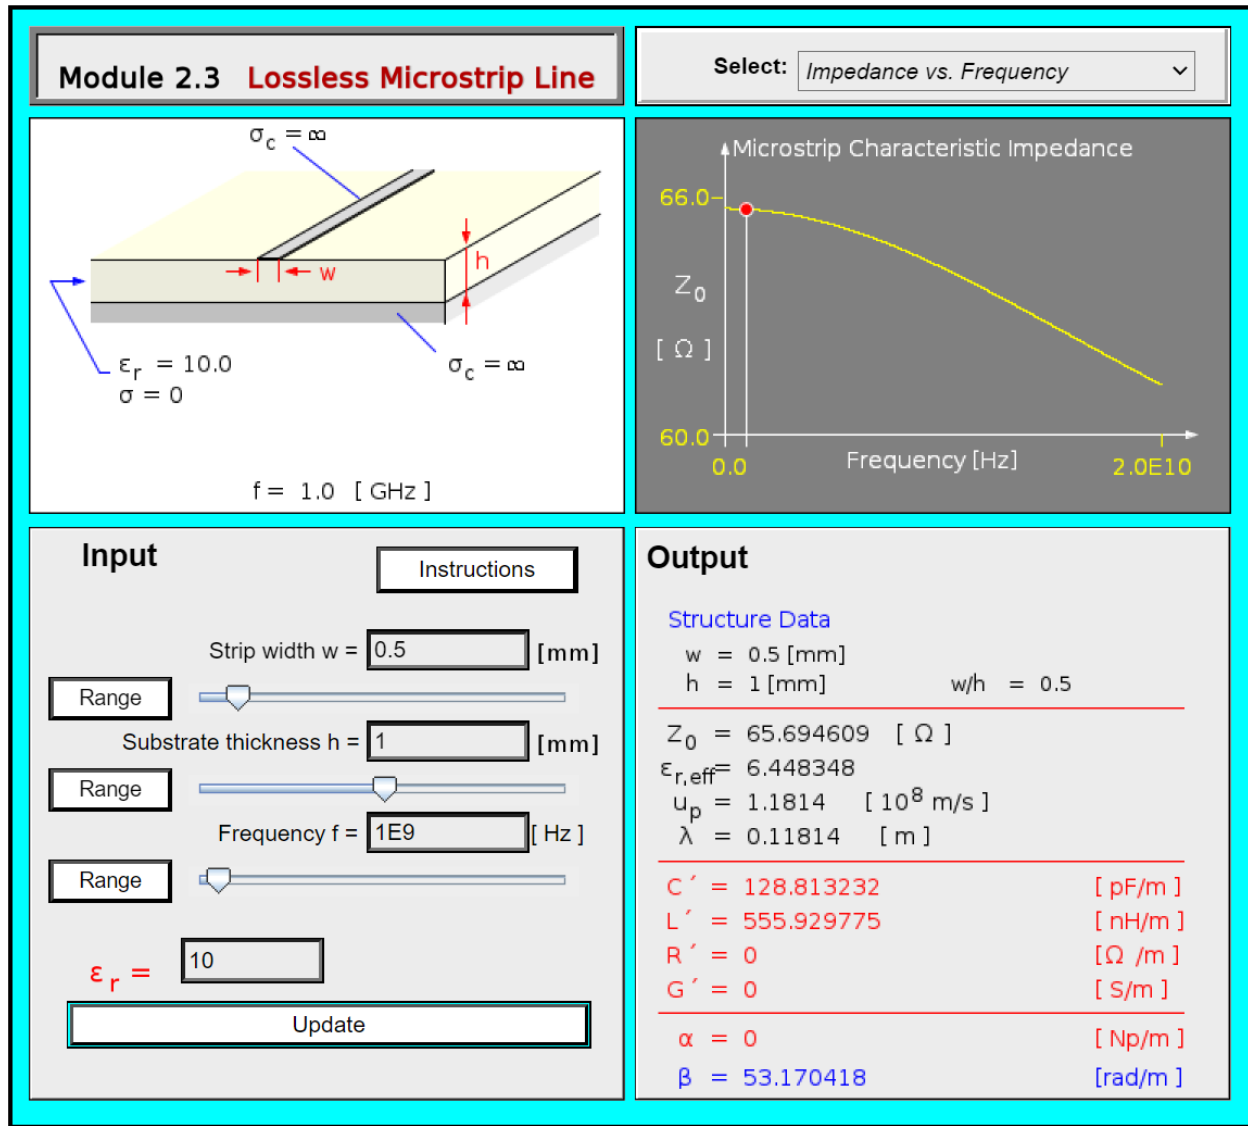 Module 2.3 Lossless Microstrip Line
Select: Impedance vs. Frequency
σc = ∞
w
h
εr = 10.0
σ = 0
σc = ∞
f = 1.0 [ GHz ]
Microstrip Characteristic Impedance
66.0
Z0
[ Ω ]
60.0
0.0
Frequency [Hz]
2.0E10
Input
Instructions
Strip width w = 0.5 [mm]
Range
Substrate thickness h = 1 [mm]
Range
Frequency f = 1E9 [ Hz ]
Range
εr = 10
Update
Output
Structure Data
w = 0.5 [mm]
h = 1 [mm] w/h = 0.5
Z0 = 65.694609 [ Ω ]
εr,eff = 6.448348
up = 1.1814 [ 10⁸ m/s ]
λ = 0.11814 [ m ]
C´ = 128.813232 [ pF/m ]
L´ = 555.929775 [ nH/m ]
R´ = 0 [Ω /m ]
G´ = 0 [ S/m ]
α = 0 [ Np/m ]
β = 53.170418 [rad/m ]